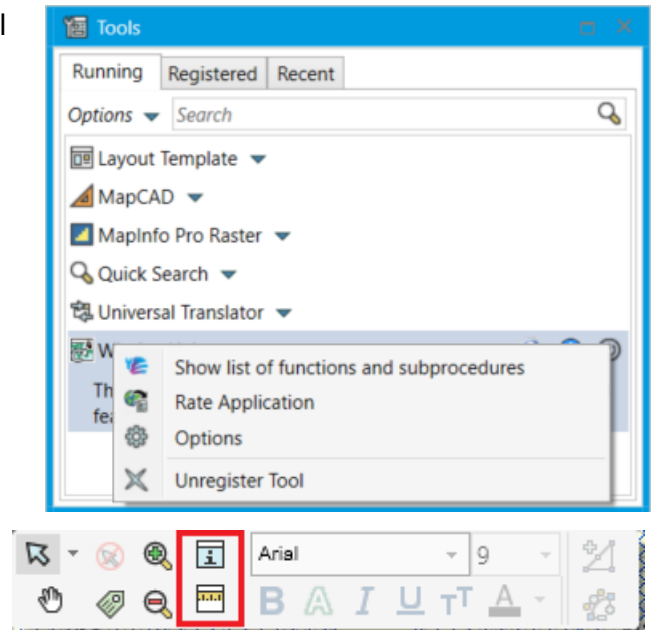 Tools
Running Registered Recent
Options Search
Layout Template
MapCAD
MapInfo Pro Raster
Quick Search
Universal Translator
Show list of functions and subprocedures
Rate Application
Options
Unregister Tool
Arial 9
B A I U TT A